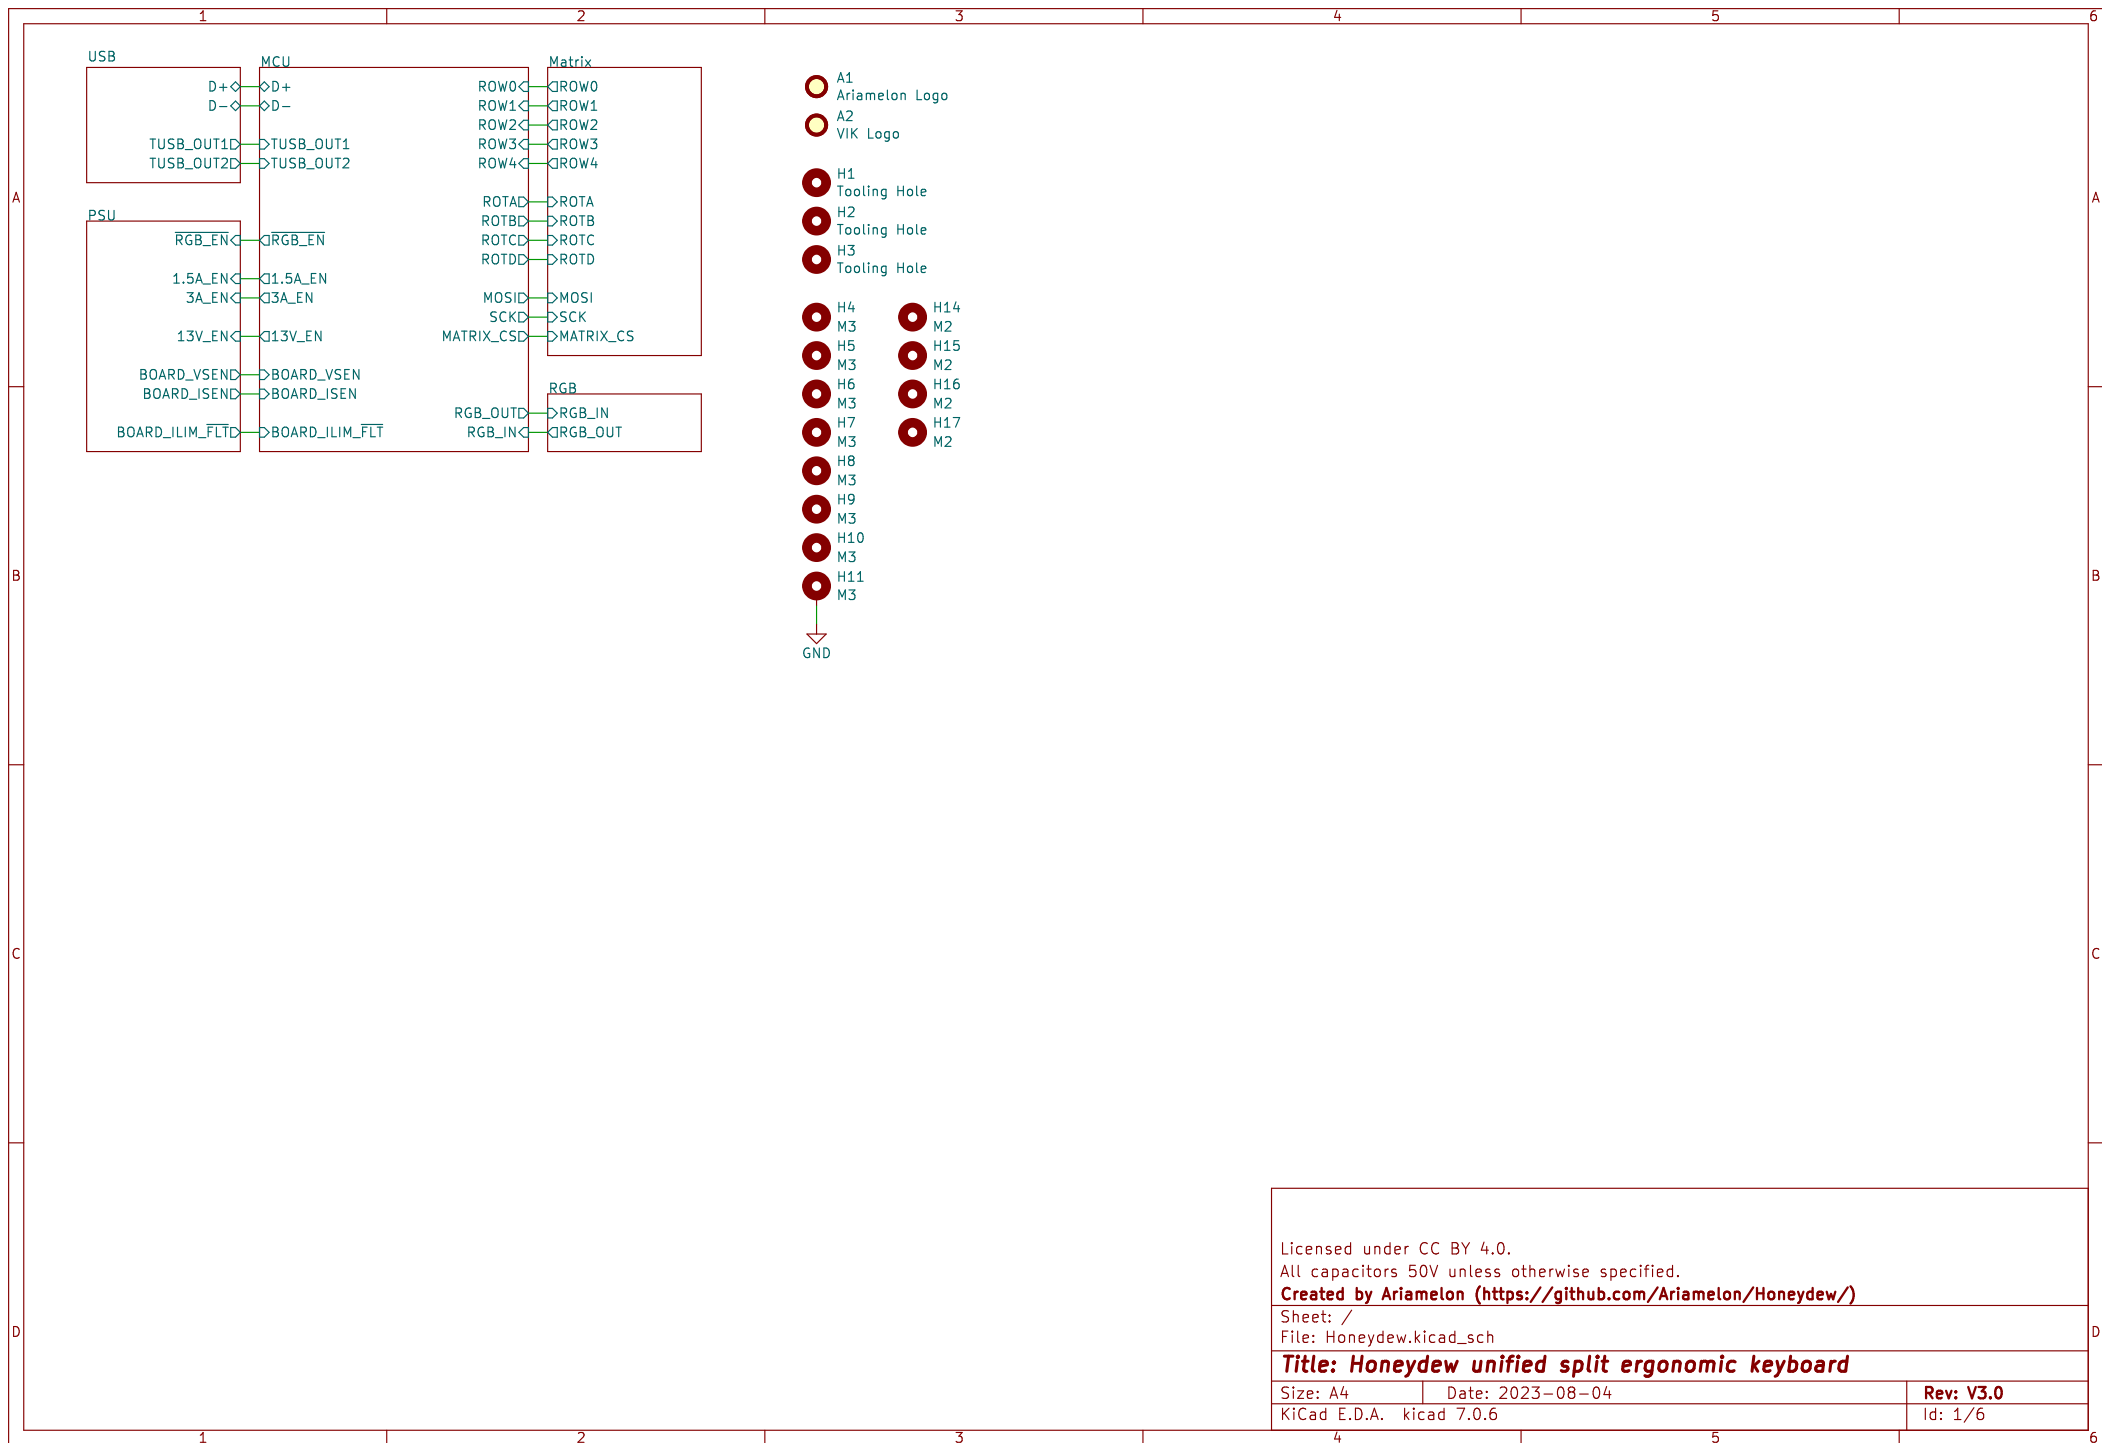 1 2 3 4 5 6
USB
D+
D-
TUSB_OUT1
TUSB_OUT2
PSU
RGB_EN
1.5A_EN
3A_EN
13V_EN
BOARD_VSEN
BOARD_ISEN
BOARD_ILIM_FLT
MCU
D+
D-
TUSB_OUT1
TUSB_OUT2
RGB_EN
1.5A_EN
3A_EN
13V_EN
BOARD_VSEN
BOARD_ISEN
BOARD_ILIM_FLT
ROW0
ROW1
ROW2
ROW3
ROW4
ROTA
ROTB
ROTC
ROTD
MOSI
SCK
MATRIX_CS
RGB_OUT
RGB_IN
Matrix
ROW0
ROW1
ROW2
ROW3
ROW4
ROTA
ROTB
ROTC
ROTD
MOSI
SCK
MATRIX_CS
RGB
RGB_IN
RGB_OUT
A1
Ariamelon Logo
A2
VIK Logo
H1
Tooling Hole
H2
Tooling Hole
H3
Tooling Hole
H4
M3
H5
M3
H6
M3
H7
M3
H8
M3
H9
M3
H10
M3
H11
M3
GND
H14
M2
H15
M2
H16
M2
H17
M2
A A
B B
C C
D D
Licensed under CC BY 4.0.
All capacitors 50V unless otherwise specified.
Created by Ariamelon (https://github.com/Ariamelon/Honeydew/)
Sheet: /
File: Honeydew.kicad_sch
Title: Honeydew unified split ergonomic keyboard
Size: A4 Date: 2023-08-04 Rev: V3.0
KiCad E.D.A. kicad 7.0.6 Id: 1/6
1 2 3 4 5 6